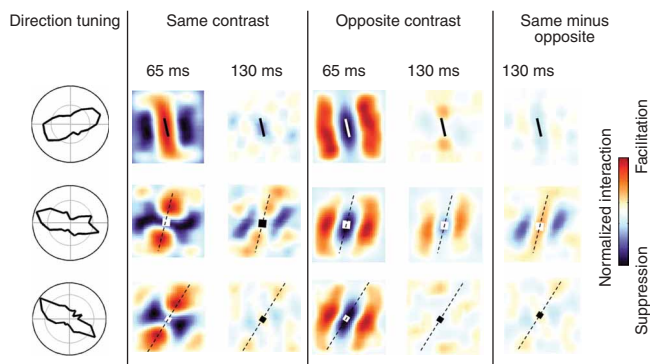 Direction tuning
Same contrast
Opposite contrast
Same minus
opposite
65 ms
130 ms
65 ms
130 ms
130 ms
Normalized interaction
Suppression
Facilitation